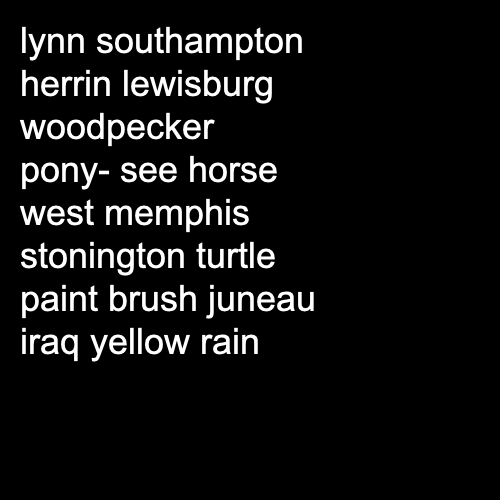 lynn southampton
herrin lewisburg
woodpecker
pony- see horse
west memphis
stonington turtle
paint brush juneau
iraq yellow rain